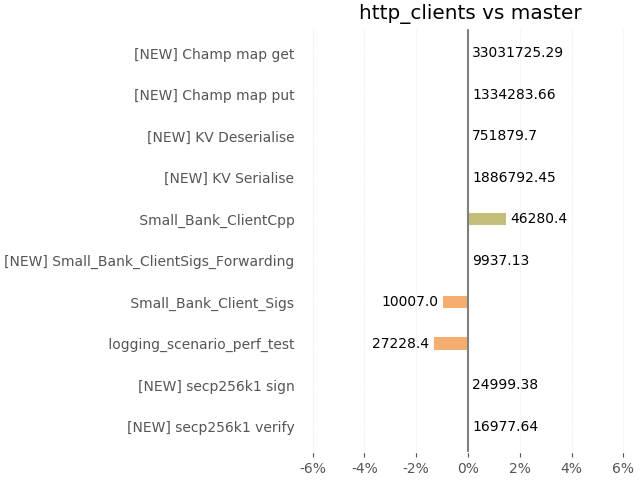 http_clients vs master
[NEW] Champ map get 33031725.29
[NEW] Champ map put 1334283.66
[NEW] KV Deserialise 751879.7
[NEW] KV Serialise 1886792.45
Small_Bank_ClientCpp 46280.4
[NEW] Small_Bank_ClientSigs_Forwarding 9937.13
Small_Bank_Client_Sigs 10007.0
logging_scenario_perf_test 27228.4
[NEW] secp256k1 sign 24999.38
[NEW] secp256k1 verify 16977.64
-6% -4% -2% 0% 2% 4% 6%